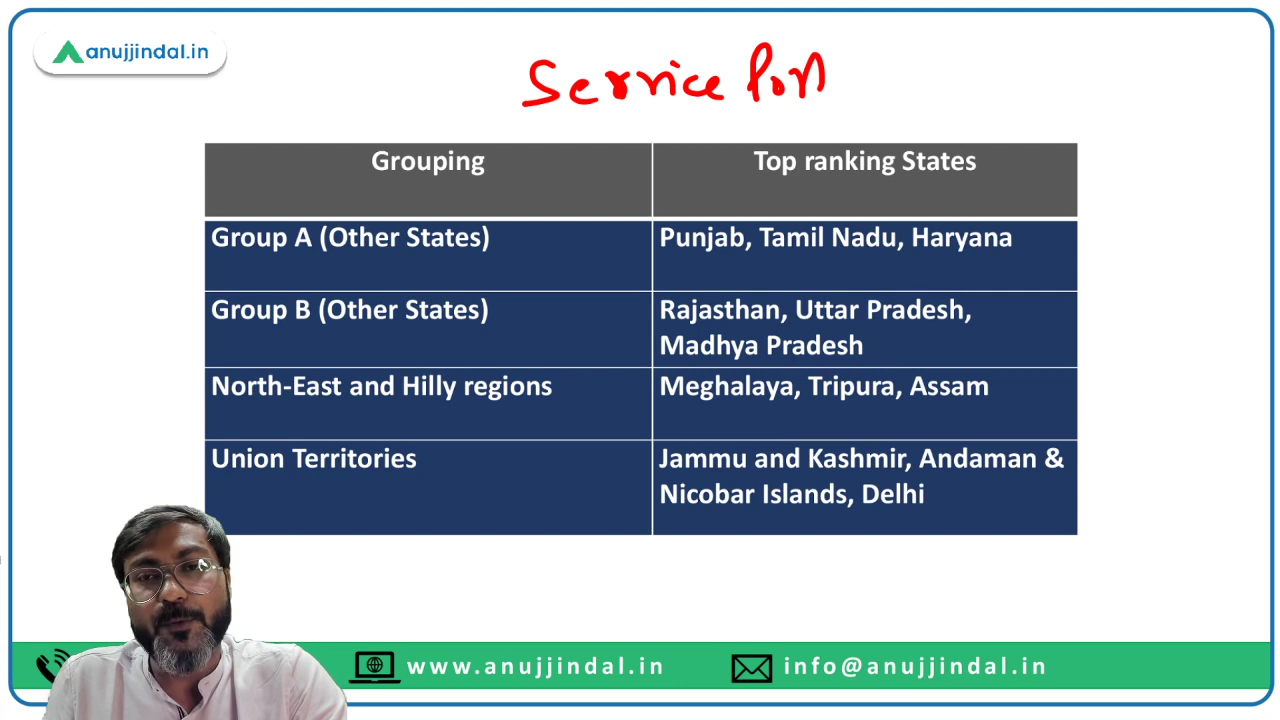 anujjindal.in
Service
Grouping
Top ranking States
Group A (Other States)
Punjab, Tamil Nadu, Haryana
Group B (Other States)
Rajasthan, Uttar Pradesh,
Madhya Pradesh
North-East and Hilly regions
Meghalaya, Tripura, Assam
Union Territories
Jammu and Kashmir, Andaman &
Nicobar Islands, Delhi
www.anujjindal.in
info@anujjindal.in